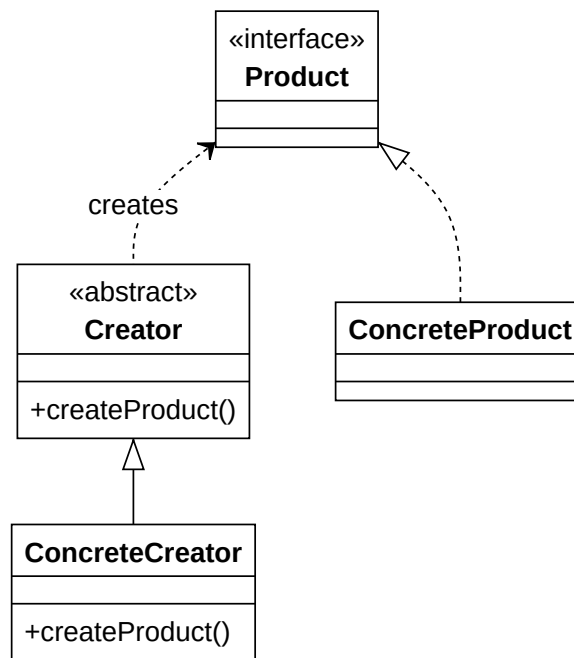 «interface»
Product
creates
«abstract»
Creator
+createProduct()
ConcreteProduct
ConcreteCreator
+createProduct()